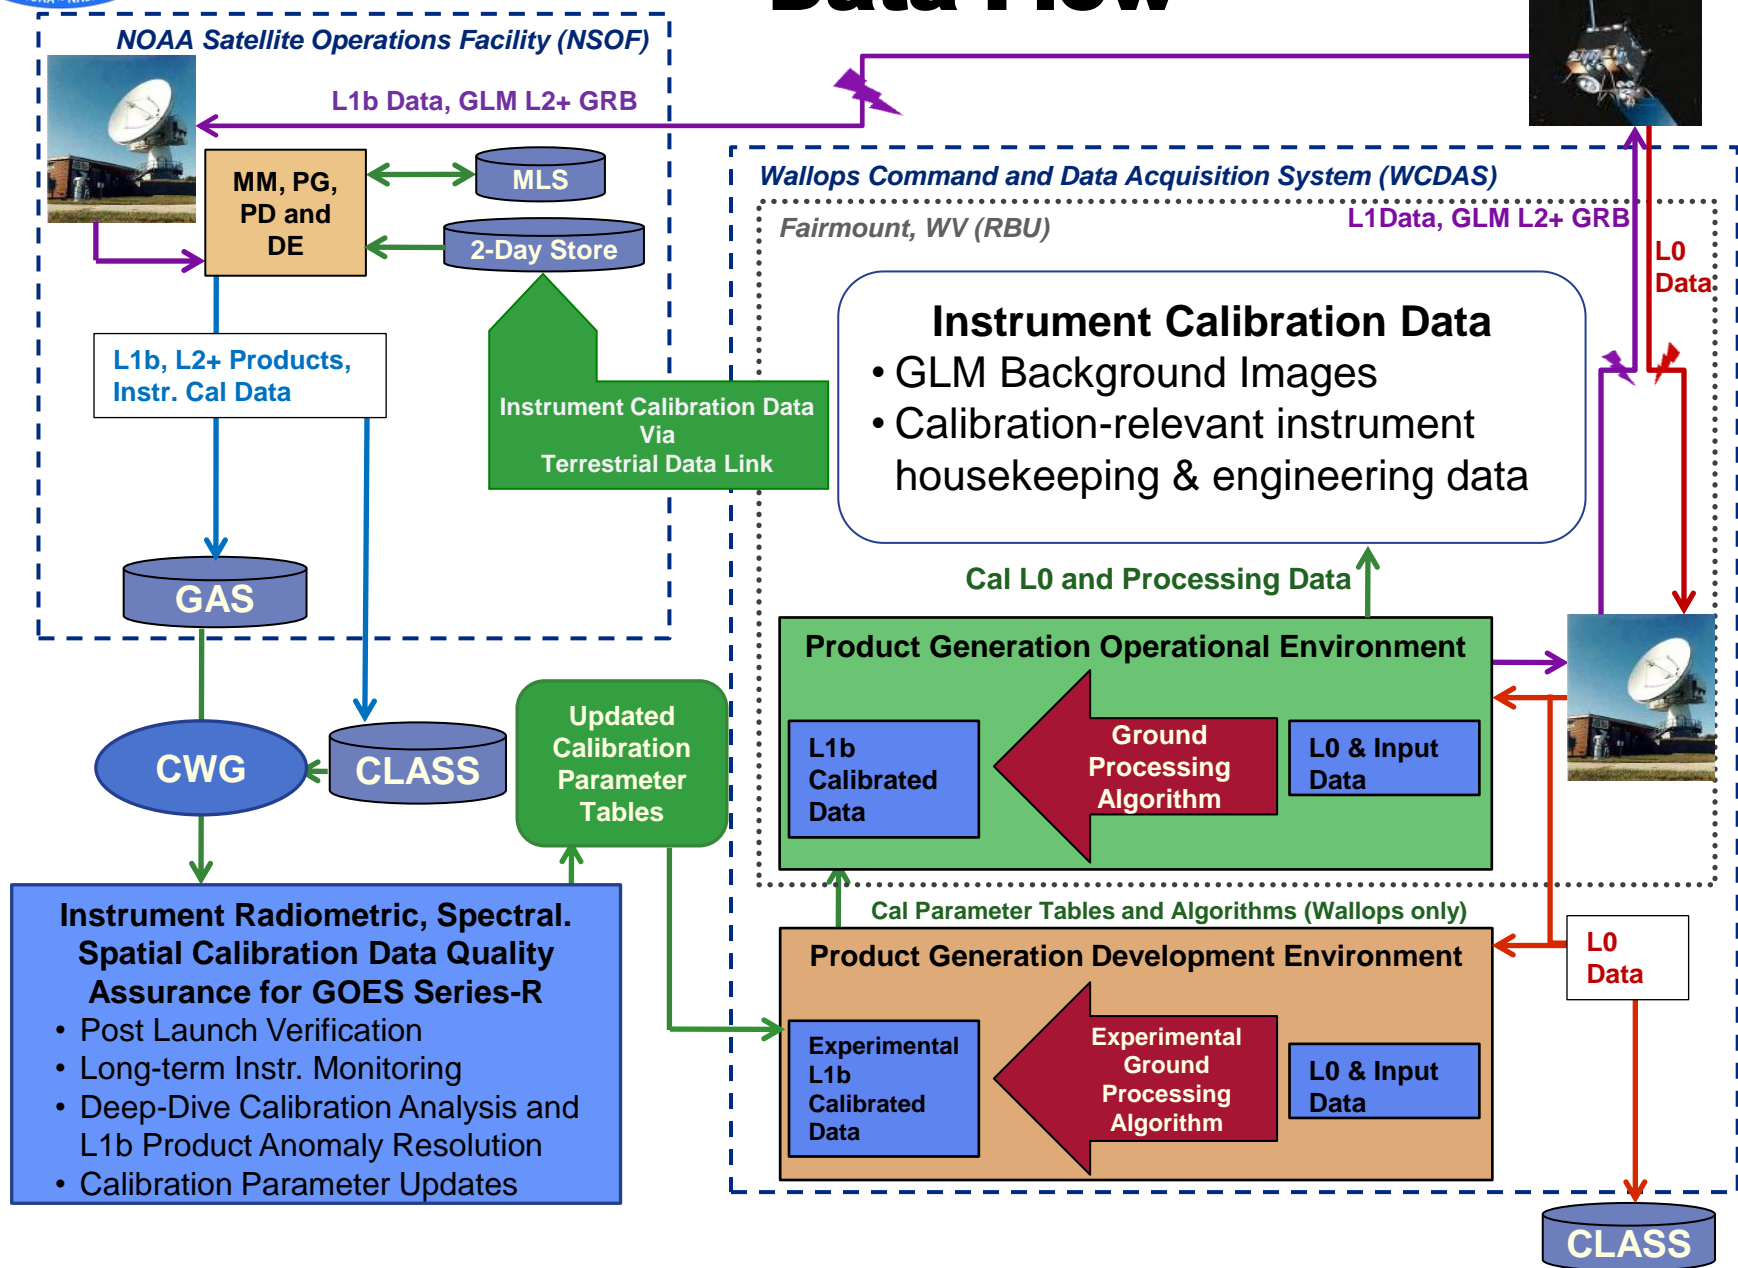 Data Flow
NOAA Satellite Operations Facility (NSOF)
L1b Data, GLM L2+ GRB
MM, PG,
PD and
DE
MLS
2-Day Store
L1b, L2+ Products,
Instr. Cal Data
Instrument Calibration Data
Via
Terrestrial Data Link
GAS
CWG
CLASS
Updated
Calibration
Parameter
Tables
Instrument Radiometric, Spectral.
Spatial Calibration Data Quality
Assurance for GOES Series-R
• Post Launch Verification
• Long-term Instr. Monitoring
• Deep-Dive Calibration Analysis and
L1b Product Anomaly Resolution
• Calibration Parameter Updates
Wallops Command and Data Acquisition System (WCDAS)
Fairmount, WV (RBU)
L1Data, GLM L2+ GRB
L0
Data
Instrument Calibration Data
• GLM Background Images
• Calibration-relevant instrument
housekeeping & engineering data
Cal L0 and Processing Data
Product Generation Operational Environment
L1b
Calibrated
Data
Ground
Processing
Algorithm
L0 & Input
Data
Cal Parameter Tables and Algorithms (Wallops only)
Product Generation Development Environment
Experimental
L1b
Calibrated
Data
Experimental
Ground
Processing
Algorithm
L0 & Input
Data
L0
Data
CLASS